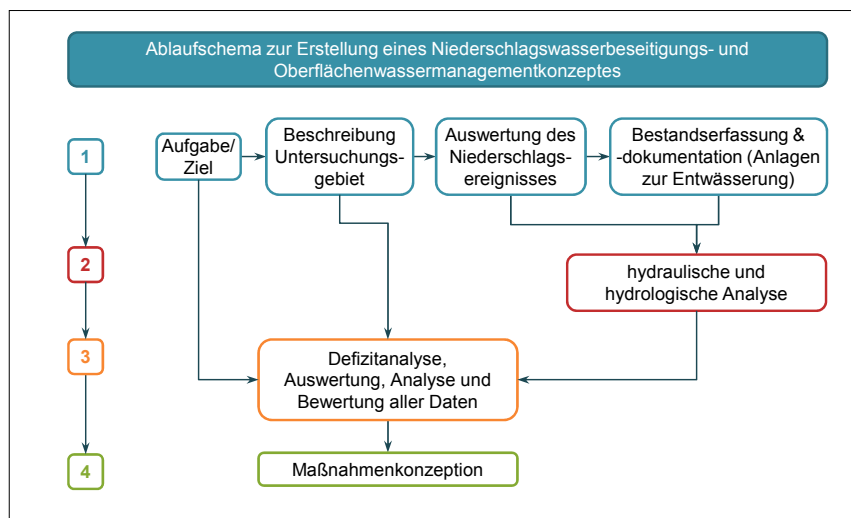 Ablaufschema zur Erstellung eines Niederschlagswasserbeseitigungs- und
Oberflächenwassermanagementkonzeptes
1
Aufgabe/
Ziel
Beschreibung
Untersuchungs-
gebiet
Auswertung des
Niederschlags-
ereignisses
Bestandserfassung &
-dokumentation (Anlagen
zur Entwässerung)
2
hydraulische und
hydrologische Analyse
3
Defizitanalyse,
Auswertung, Analyse und
Bewertung aller Daten
4
Maßnahmenkonzeption